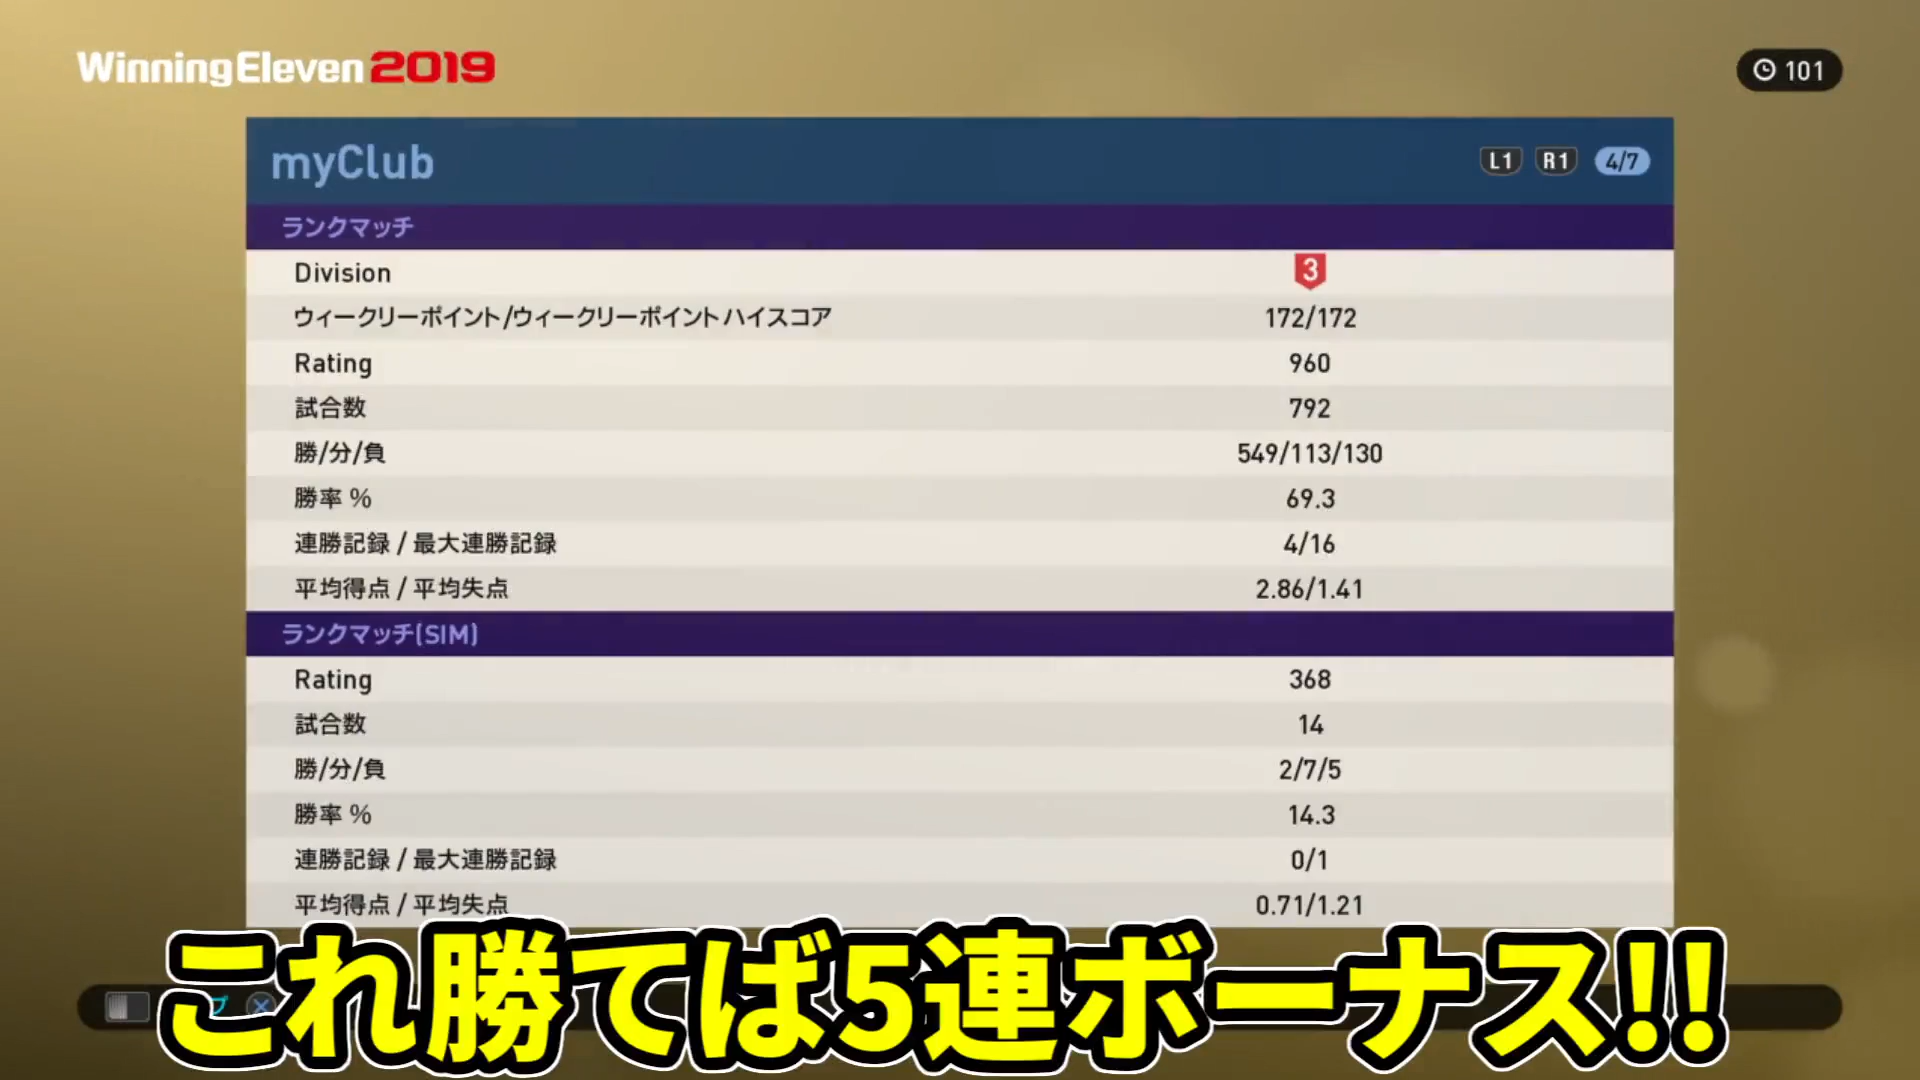 Winning Eleven 2019
101
myClub
L1 R1 4/7
ランクマッチ
Division 3
ウィークリーポイント/ウィークリーポイントハイスコア 172/172
Rating 960
試合数 792
勝/分/負 549/113/130
勝率 % 69.3
連勝記録 / 最大連勝記録 4/16
平均得点 / 平均失点 2.86/1.41
ランクマッチ(SIM)
Rating 368
試合数 14
勝/分/負 2/7/5
勝率 % 14.3
連勝記録 / 最大連勝記録 0/1
平均得点 / 平均失点 0.71/1.21
これ勝てば5連ボーナス!!